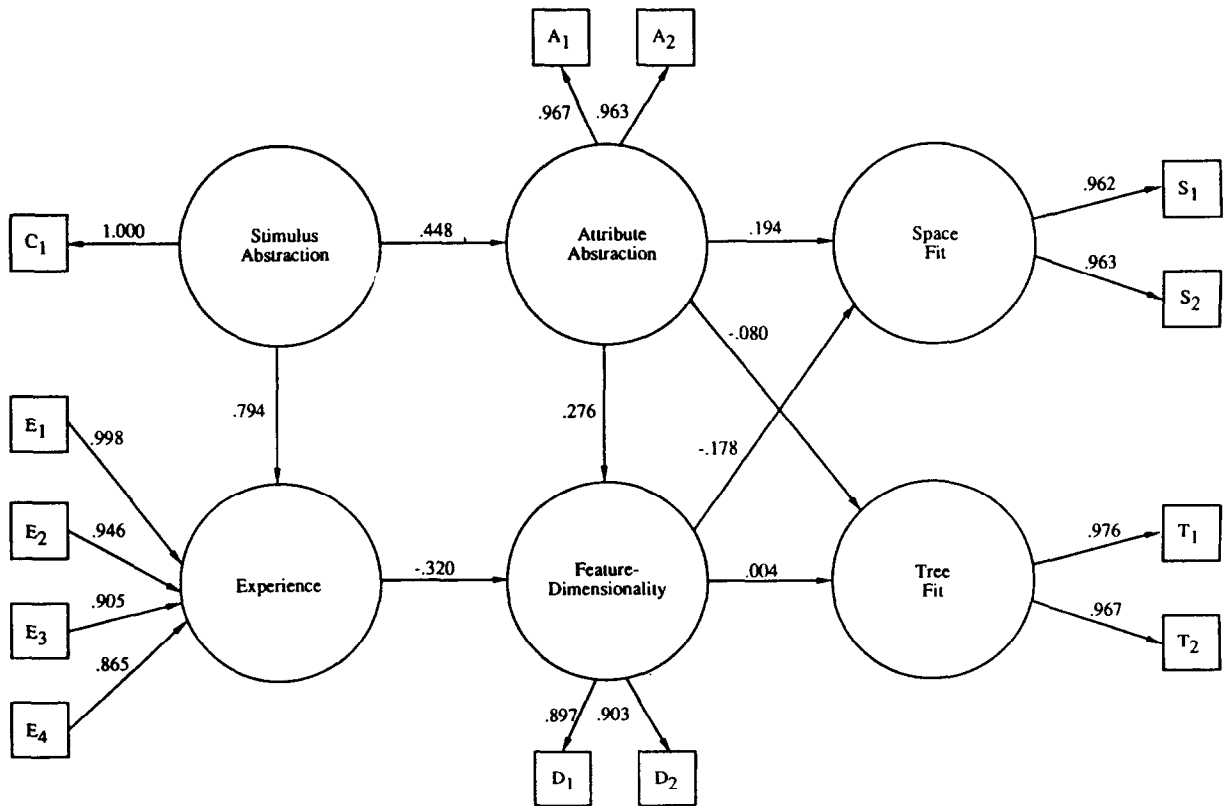 A1 A2
.967 .963
C1 1.000 Stimulus Abstraction .448 Attribute Abstraction .194 Space Fit .962 S1
.963 S2
-.080
.794 .276 -.178
E1 .998
E2 .946
E3 .905
E4 .865
Experience -.320 Feature-Dimensionality .004 Tree Fit .976 T1
.967 T2
.897 .903
D1 D2